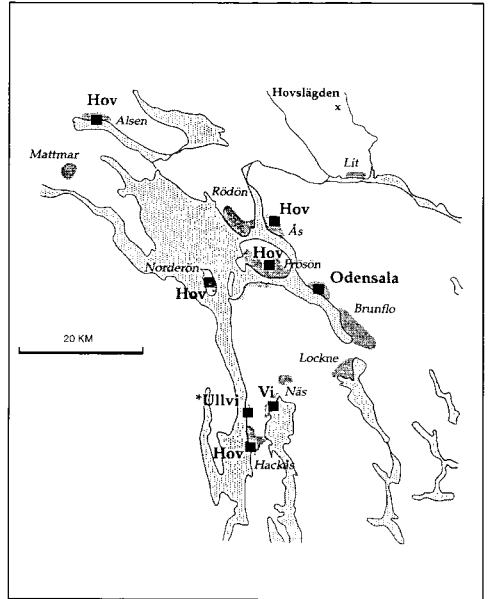 Hovslägden
x
Hov
Alsen
Mattmar
Lit
Rödön
Hov
Ås
Hov
Frösön
Norderön
Hov
Odensala
Brunflo
20 KM
Lockne
Näs
*Ullvi
Vi
Hov
Hackås